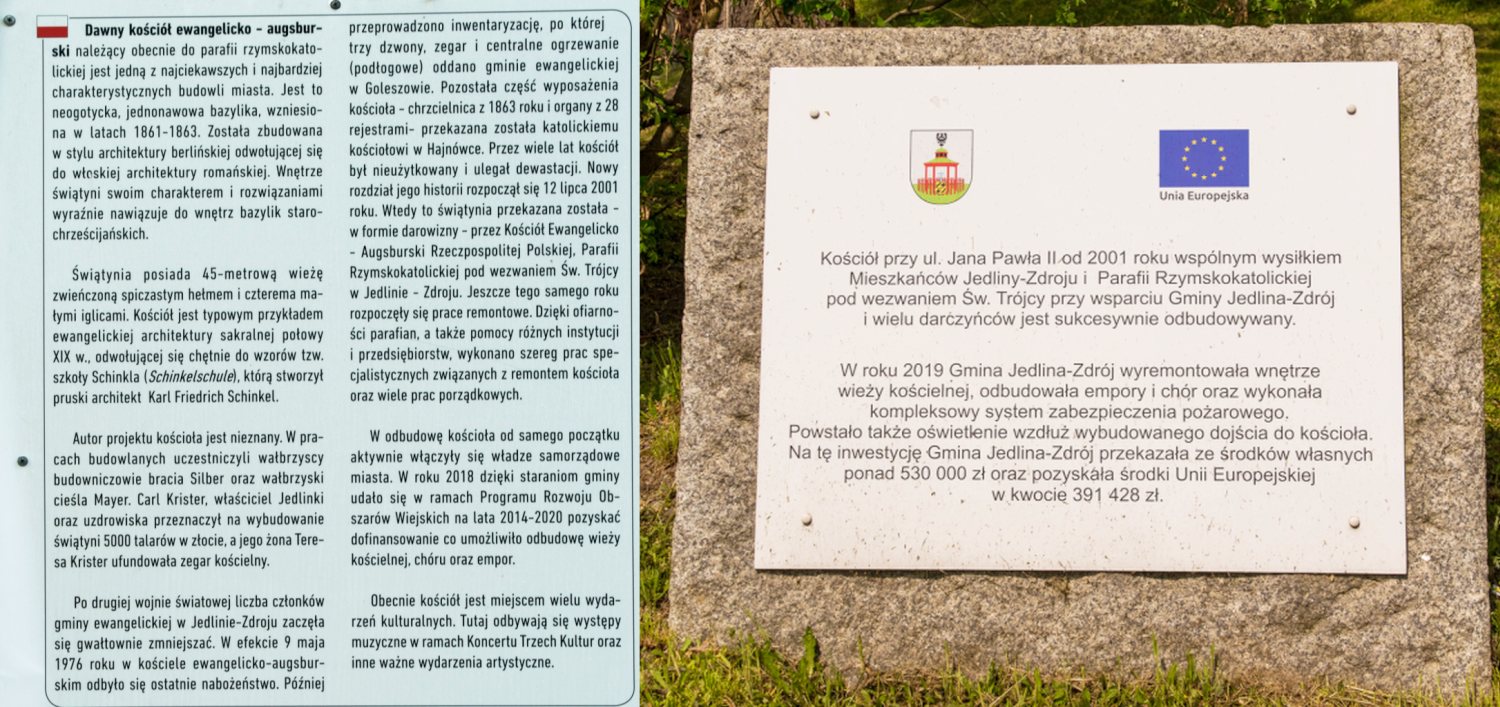 Dawny kościół ewangelicko - augsbur-
ski należący obecnie do parafii rzymskokato-
lickiej jest jedną z najciekawszych i najbardziej
charakterystycznych budowli miasta. Jest to
neogotycka, jednonawowa bazylika, wzniesio-
na w latach 1861-1863. Została zbudowana
w stylu architektury berlińskiej odwołującej się
do włoskiej architektury romańskiej. Wnętrze
świątyni swoim charakterem i rozwiązaniami
wyraźnie nawiązuje do wnętrz bazylik staro-
chrześcijańskich.
Świątynia posiada 45-metrową wieżę
zwieńczoną spiczastym hełmem i czterema ma-
łymi iglicami. Kościół jest typowym przykładem
ewangelickiej architektury sakralnej połowy
XIX w., odwołującej się chętnie do wzorów tzw.
szkoły Schinkla (Schinkelschule), którą stworzył
pruski architekt Karl Friedrich Schinkel.
Autor projektu kościoła jest nieznany. W pra-
cach budowlanych uczestniczyli wałbrzyscy
budowniczowie bracia Silber oraz wałbrzyski
cieśla Mayer. Carl Krister, właściciel Jedlinki
oraz uzdrowiska przeznaczył na wybudowanie
świątyni 5000 talarów w złocie, a jego żona Tere-
sa Krister ufundowała zegar kościelny.
Po drugiej wojnie światowej liczba członków
gminy ewangelickiej w Jedlinie-Zdroju zaczęła
się gwałtownie zmniejszać. W efekcie 9 maja
1976 roku w kościele ewangelicko-augsbur-
skim odbyło się ostatnie nabożeństwo. Później
przeprowadzono inwentaryzację, po której
trzy dzwony, zegar i centralne ogrzewanie
(podłogowe) oddano gminie ewangelickiej
w Goleszowie. Pozostała część wyposażenia
kościoła - chrzcielnica z 1863 roku i organy z 28
rejestrami- przekazana została katolickiemu
kościołowi w Hajnówce. Przez wiele lat kościół
był nieużytkowany i ulegał dewastacji. Nowy
rozdział jego historii rozpoczął się 12 lipca 2001
roku. Wtedy to świątynia przekazana została -
w formie darowizny - przez Kościół Ewangelicko
- Augsburski Rzeczpospolitej Polskiej, Parafii
Rzymskokatolickiej pod wezwaniem Św. Trójcy
w Jedlinie - Zdroju. Jeszcze tego samego roku
rozpoczęły się prace remontowe. Dzięki ofiarno-
ści parafian, a także pomocy różnych instytucji
i przedsiębiorstw, wykonano szereg prac spe-
cjalistycznych związanych z remontem kościoła
oraz wiele prac porządkowych.
W odbudowę kościoła od samego początku
aktywnie włączyły się władze samorządowe
miasta. W roku 2018 dzięki staraniom gminy
udało się w ramach Programu Rozwoju Ob-
szarów Wiejskich na lata 2014-2020 pozyskać
dofinansowanie co umożliwiło odbudowę wieży
kościelnej, chóru oraz empor.
Obecnie kościół jest miejscem wielu wyda-
rzeń kulturalnych. Tutaj odbywają się występy
muzyczne w ramach Koncertu Trzech Kultur oraz
inne ważne wydarzenia artystyczne.
Unia Europejska
Kościół przy ul. Jana Pawła II od 2001 roku wspólnym wysiłkiem
Mieszkańców Jedliny-Zdroju i Parafii Rzymskokatolickiej
pod wezwaniem Św. Trójcy przy wsparciu Gminy Jedlina-Zdrój
i wielu darczyńców jest sukcesywnie odbudowywany.
W roku 2019 Gmina Jedlina-Zdrój wyremontowała wnętrze
wieży kościelnej, odbudowała empory i chór oraz wykonała
kompleksowy system zabezpieczenia pożarowego.
Powstało także oświetlenie wzdłuż wybudowanego dojścia do kościoła.
Na tę inwestycję Gmina Jedlina-Zdrój przekazała ze środków własnych
ponad 530 000 zł oraz pozyskała środki Unii Europejskiej
w kwocie 391 428 zł.